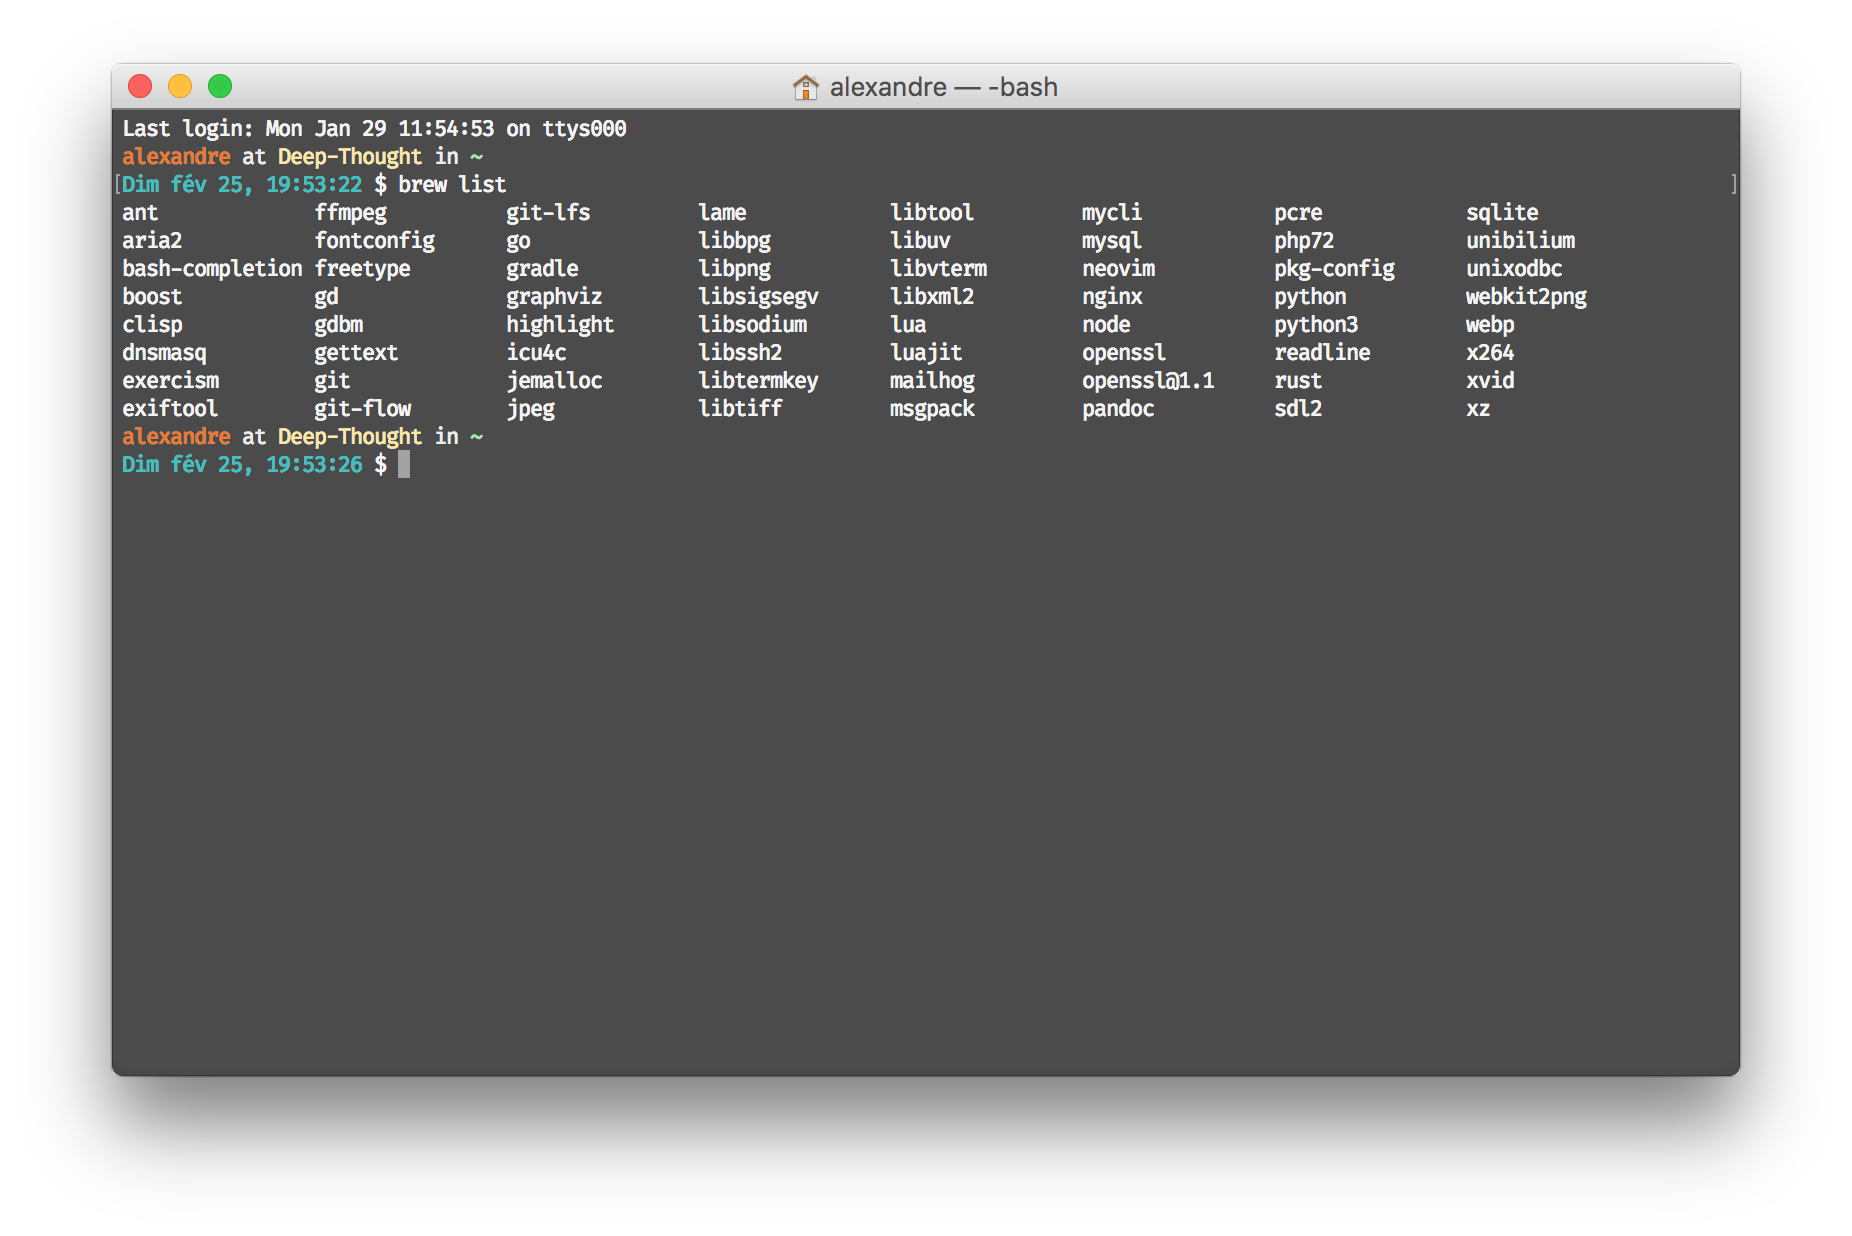 alexandre — -bash
Last login: Mon Jan 29 11:54:53 on ttys000
alexandre at Deep-Thought in ~
[Dim fév 25, 19:53:22 $ brew list ]
ant ffmpeg git-lfs lame libtool mycli pcre sqlite
aria2 fontconfig go libbpg libuv mysql php72 unibilium
bash-completion freetype gradle libpng libvterm neovim pkg-config unixodbc
boost gd graphviz libsigsegv libxml2 nginx python webkit2png
clisp gdbm highlight libsodium lua node python3 webp
dnsmasq gettext icu4c libssh2 luajit openssl readline x264
exercism git jemalloc libtermkey mailhog openssl@1.1 rust xvid
exiftool git-flow jpeg libtiff msgpack pandoc sdl2 xz
alexandre at Deep-Thought in ~
Dim fév 25, 19:53:26 $